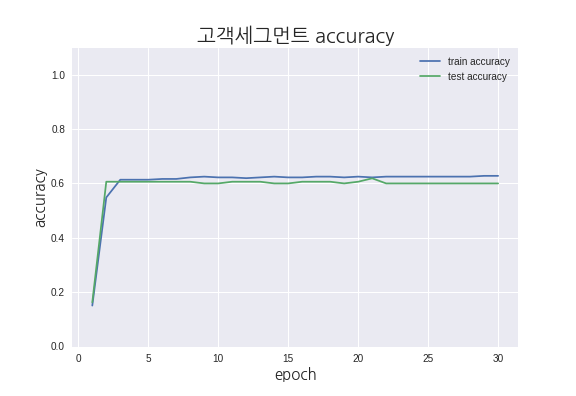 고객세그먼트 accuracy
train accuracy
test accuracy
1.0
0.8
0.6
0.4
0.2
0.0
accuracy
0 5 10 15 20 25 30
epoch